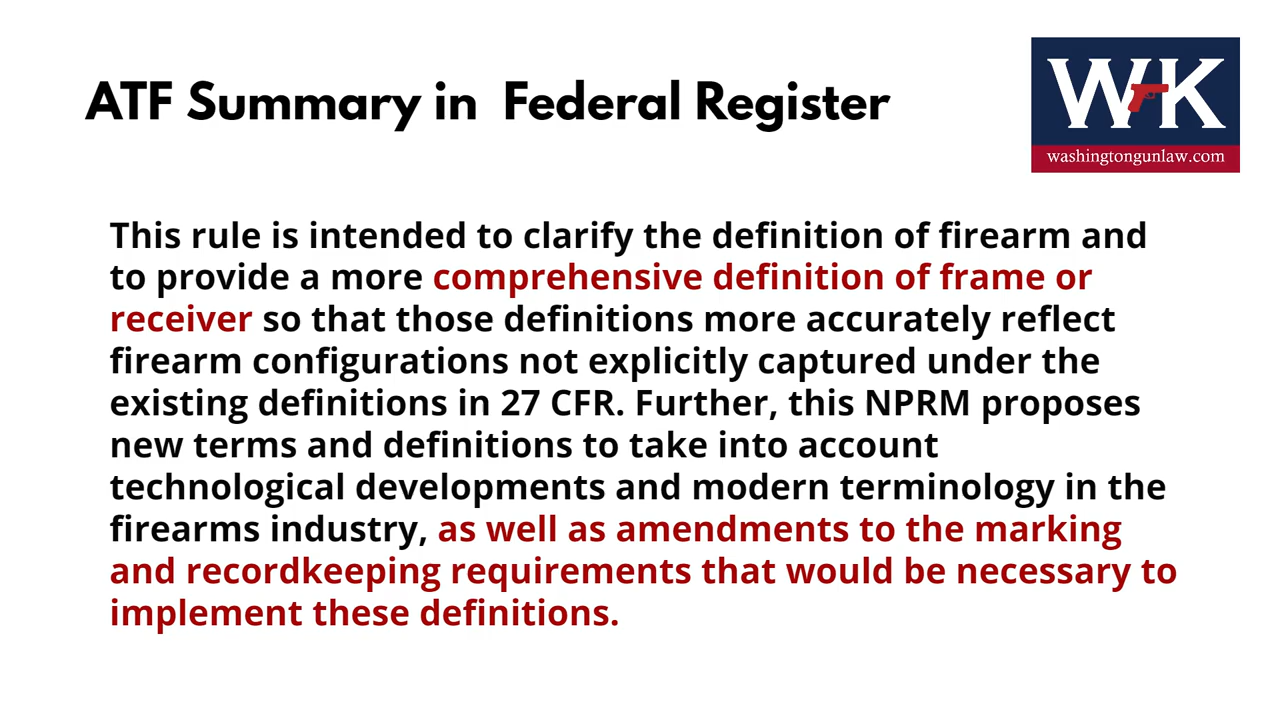 ATF Summary in Federal Register
WK
washingtongunlaw.com
This rule is intended to clarify the definition of firearm and
to provide a more comprehensive definition of frame or
receiver so that those definitions more accurately reflect
firearm configurations not explicitly captured under the
existing definitions in 27 CFR. Further, this NPRM proposes
new terms and definitions to take into account
technological developments and modern terminology in the
firearms industry, as well as amendments to the marking
and recordkeeping requirements that would be necessary to
implement these definitions.